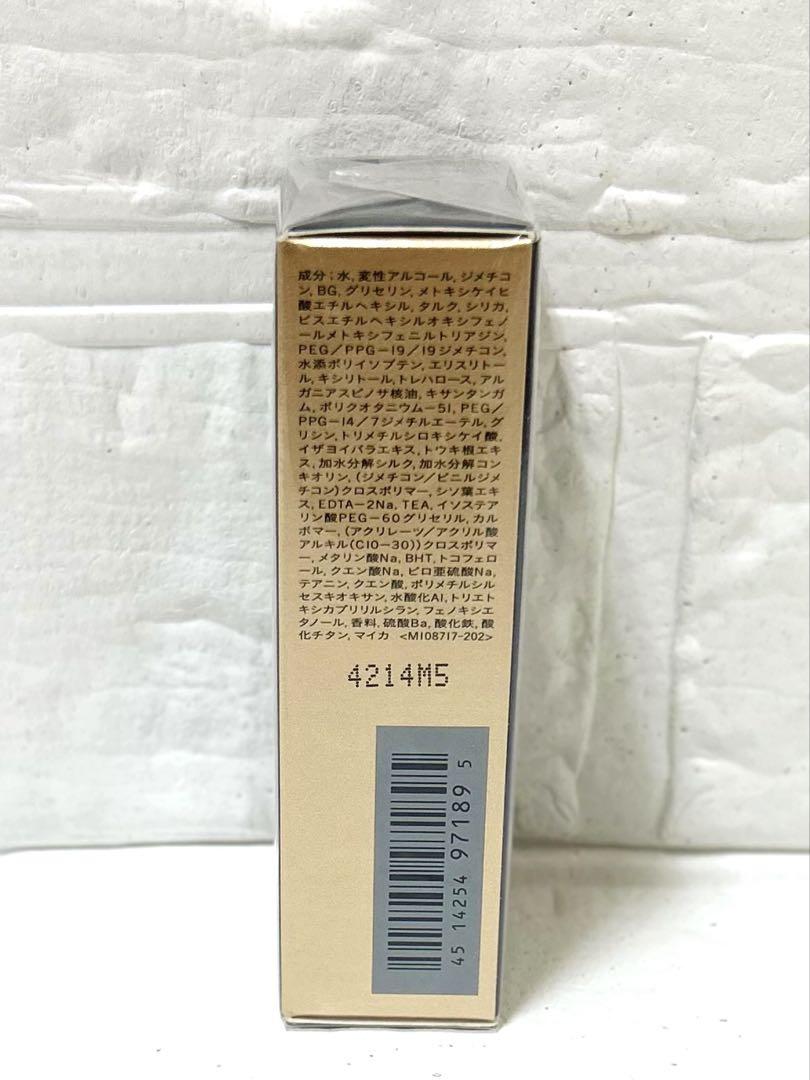 成分：水, 変性アルコール, ジメチコ
ン, BG, グリセリン, メトキシケイヒ
酸エチルヘキシル, タルク, シリカ,
ビスエチルヘキシルオキシフェノ
ールメトキシフェニルトリアジン,
PEG／PPG－19／19ジメチコン,
水添ポリイソブテン, エリスリトー
ル, キシリトール, トレハロース, アル
ガニアスピノサ核油, キサンタンガ
ム, ポリクオタニウム－51, PEG／
PPG－14／7ジメチルエーテル, グ
リシン, トリメチルシロキシケイ酸,
イザヨイバラエキス, トウキ根エキ
ス, 加水分解シルク, 加水分解コン
キオリン, (ジメチコン／ビニルジメ
チコン)クロスポリマー, シソ葉エキ
ス, EDTA－2Na, TEA, イソステア
リン酸PEG－60グリセリル, カル
ボマー, (アクリレーツ／アクリル酸
アルキル(C10－30))クロスポリマ
ー, メタリン酸Na, BHT, トコフェロ
ール, クエン酸Na, ピロ亜硫酸Na,
テアニン, クエン酸, ポリメチルシル
セスキオキサン, 水酸化Al, トリエト
キシカプリリルシラン, フェノキシエ
タノール, 香料, 硫酸Ba, 酸化鉄, 酸
化チタン, マイカ <M108717-202>
4214M5
45 14254 97189 5